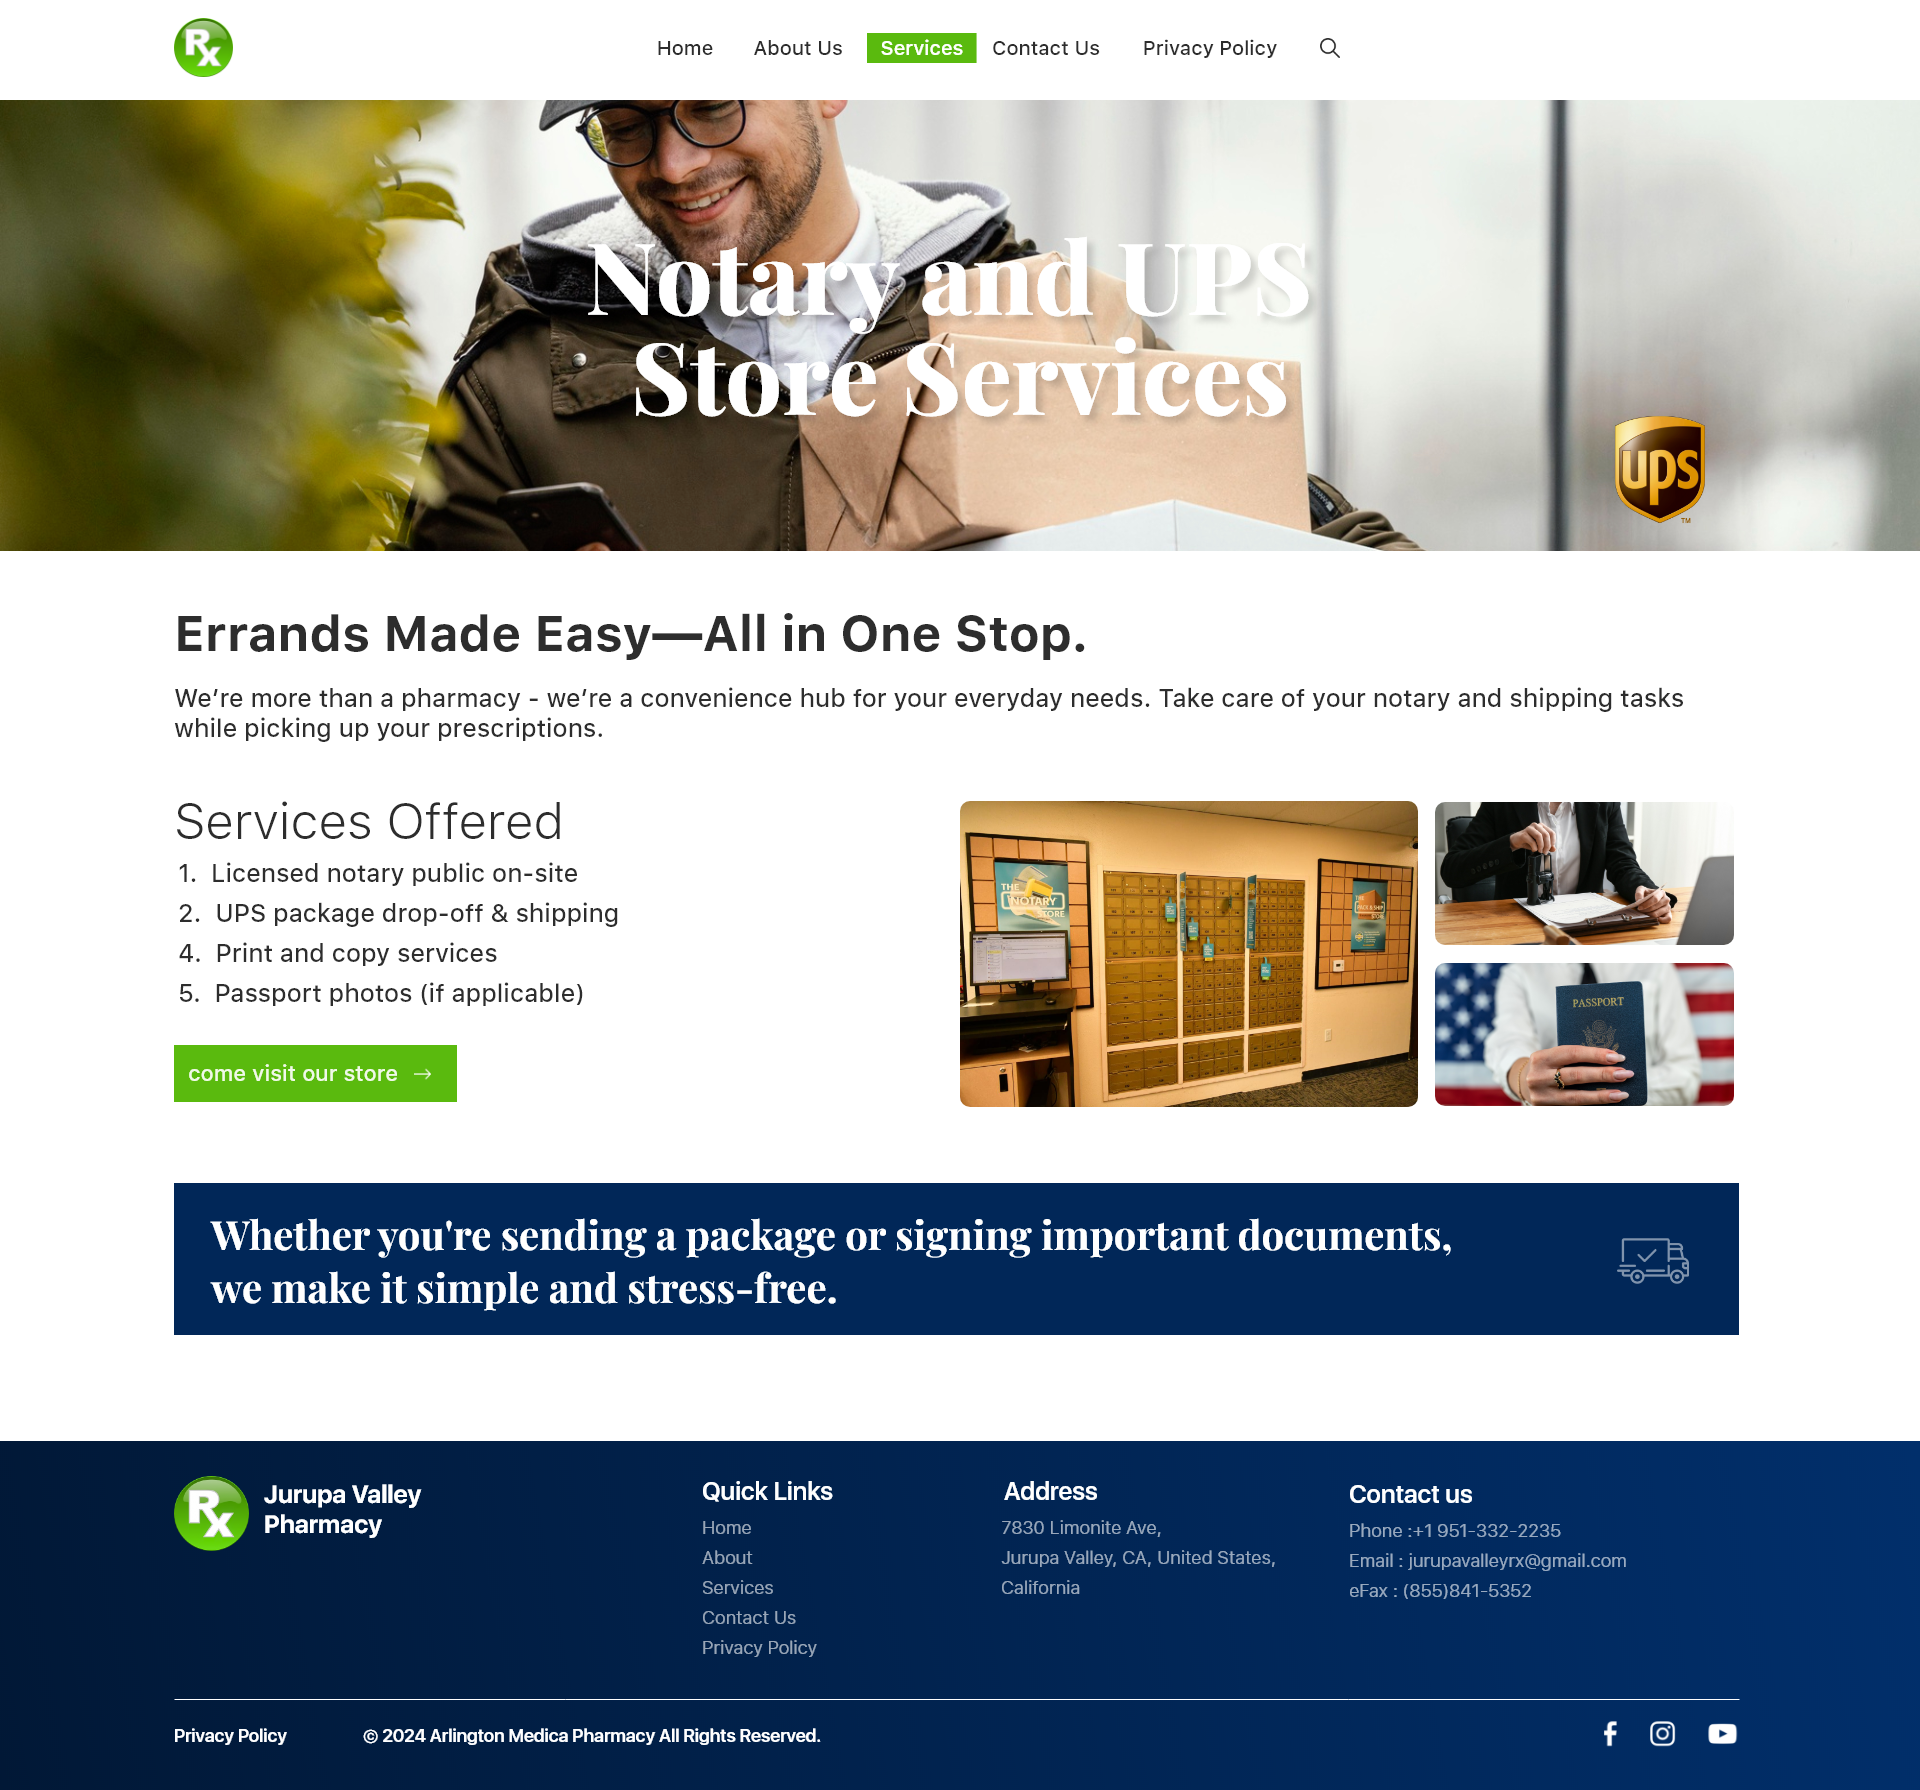 Rx
Home About Us Services Contact Us Privacy Policy
Notary and UPS
Store Services
ups
TM
Errands Made Easy—All in One Stop.
We’re more than a pharmacy - we’re a convenience hub for your everyday needs. Take care of your notary and shipping tasks
while picking up your prescriptions.
Services Offered
1. Licensed notary public on-site
2. UPS package drop-off & shipping
4. Print and copy services
5. Passport photos (if applicable)
come visit our store →
THE
NOTARY
STORE
THE
PACK & SHIP
STORE
PASSPORT
Whether you're sending a package or signing important documents,
we make it simple and stress-free.
Rx
Jurupa Valley
Pharmacy
Quick Links
Home
About
Services
Contact Us
Privacy Policy
Address
7830 Limonite Ave,
Jurupa Valley, CA, United States,
California
Contact us
Phone :+1 951-332-2235
Email : jurupavalleyrx@gmail.com
eFax : (855)841-5352
Privacy Policy
© 2024 Arlington Medica Pharmacy All Rights Reserved.